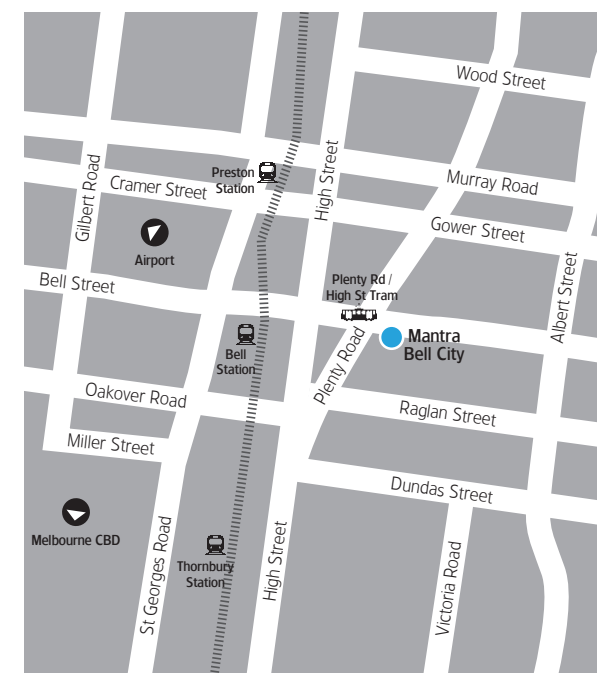 Wood Street
Preston
Station
High Street
Murray Road
Gilbert Road
Cramer Street
Gower Street
Airport
Albert Street
Bell Street
Plenty Rd /
High St Tram
Mantra
Bell City
Bell
Station
Plenty Road
Oakover Road
Raglan Street
Miller Street
Dundas Street
Melbourne CBD
St Georges Road
Thornbury
Station
High Street
Victoria Road